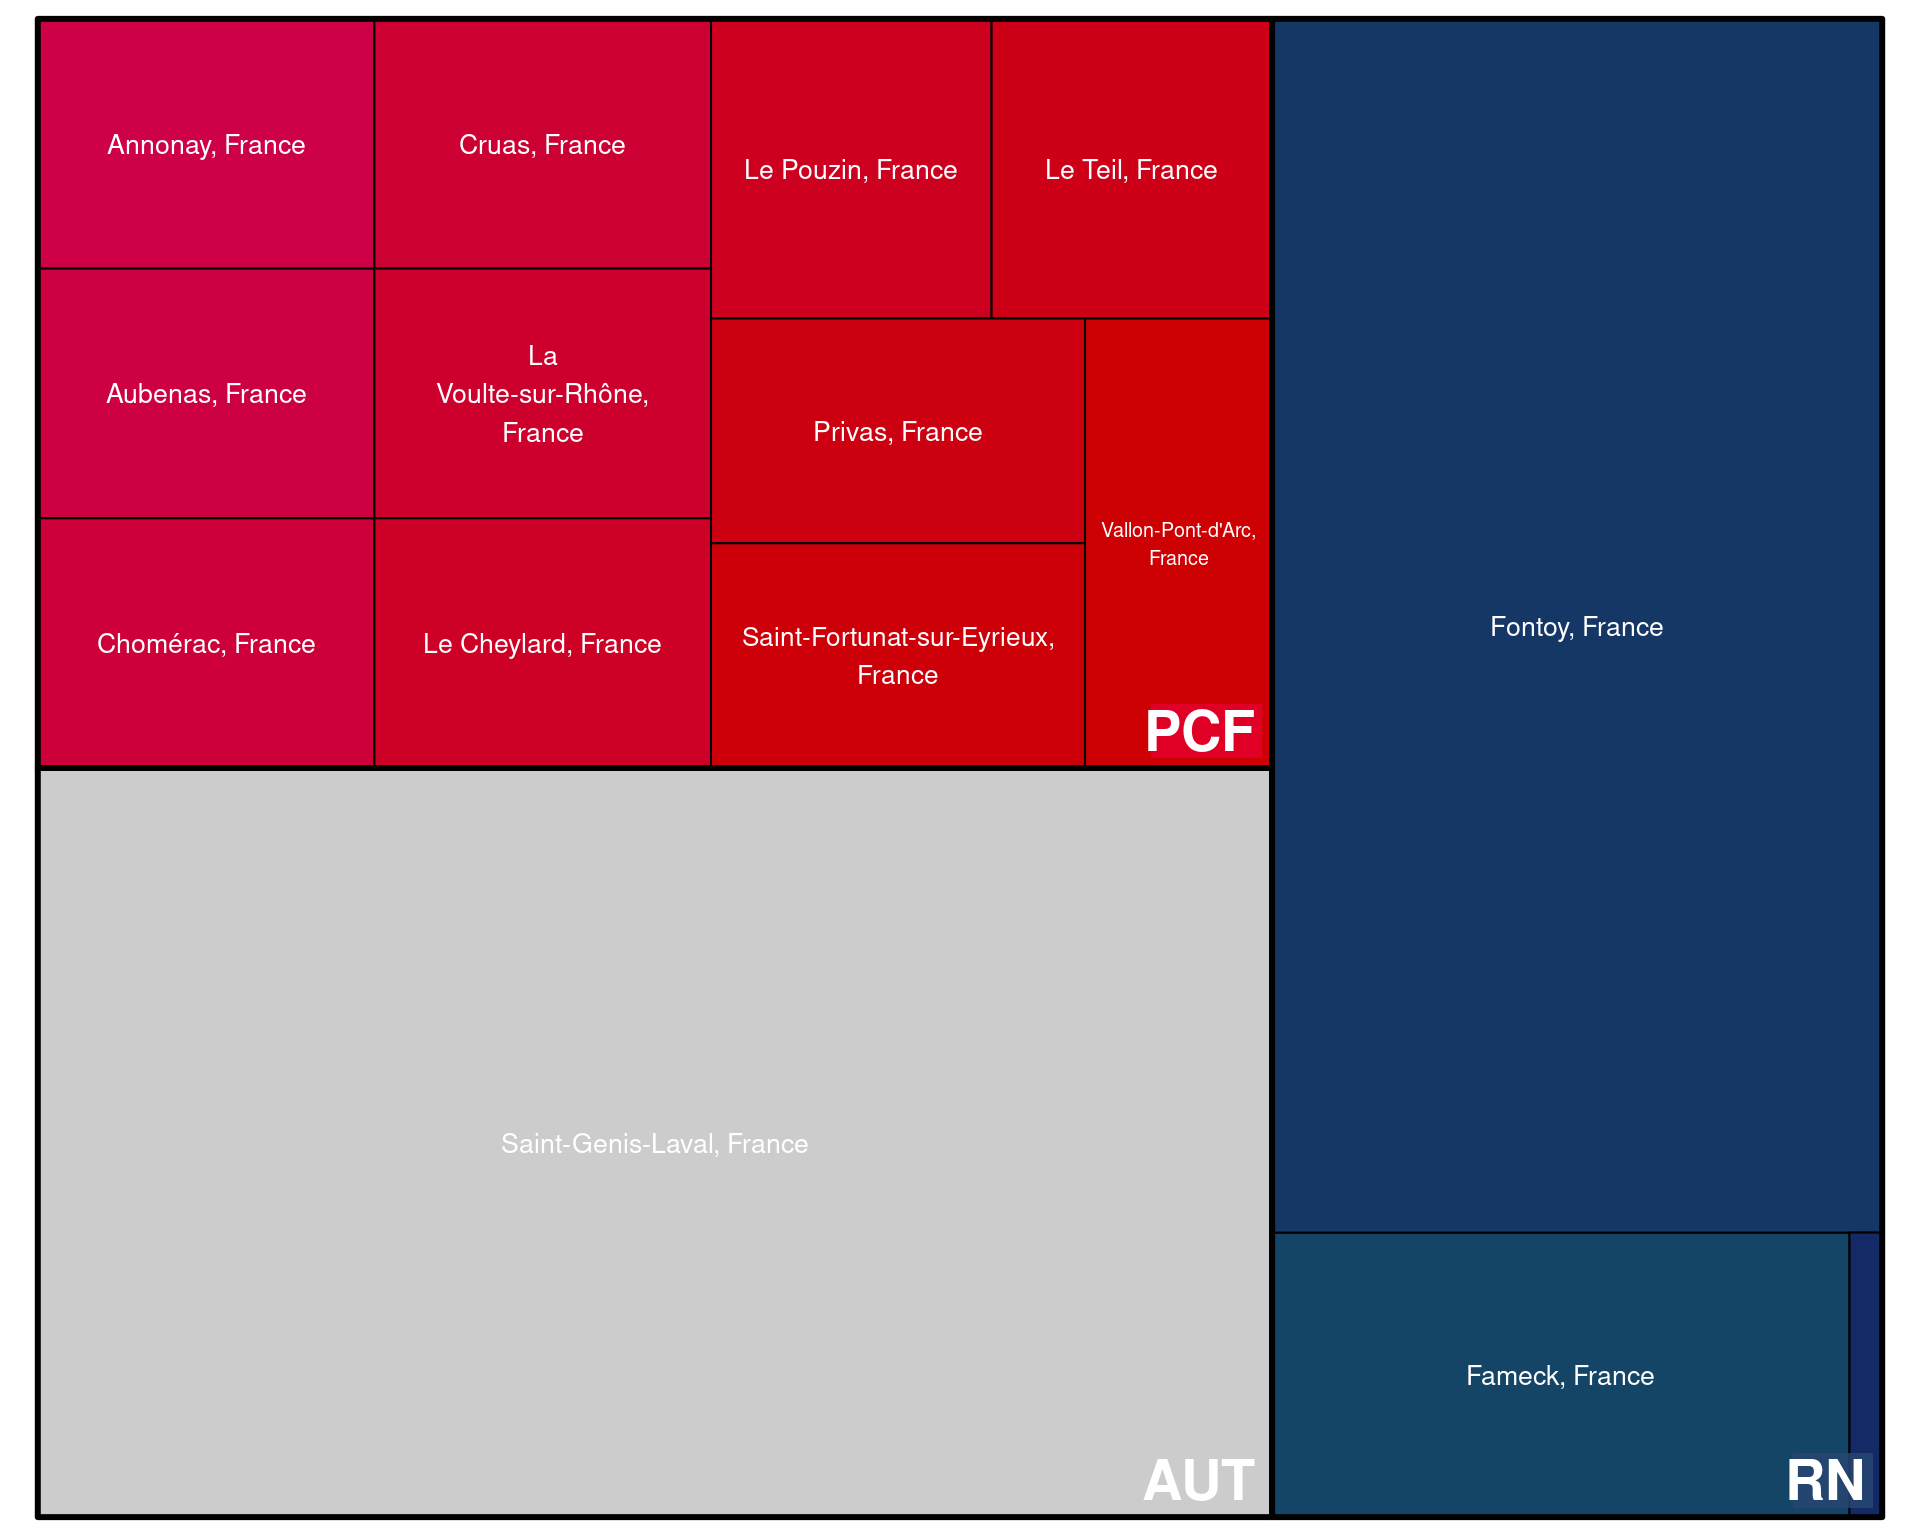 Annonay, France
Cruas, France
Le Pouzin, France
Le Teil, France
Aubenas, France
La
Voulte-sur-Rhône,
France
Privas, France
Vallon-Pont-d'Arc,
France
Chomérac, France
Le Cheylard, France
Saint-Fortunat-sur-Eyrieux,
France
PCF
Fontoy, France
Saint-Genis-Laval, France
AUT
Fameck, France
RN